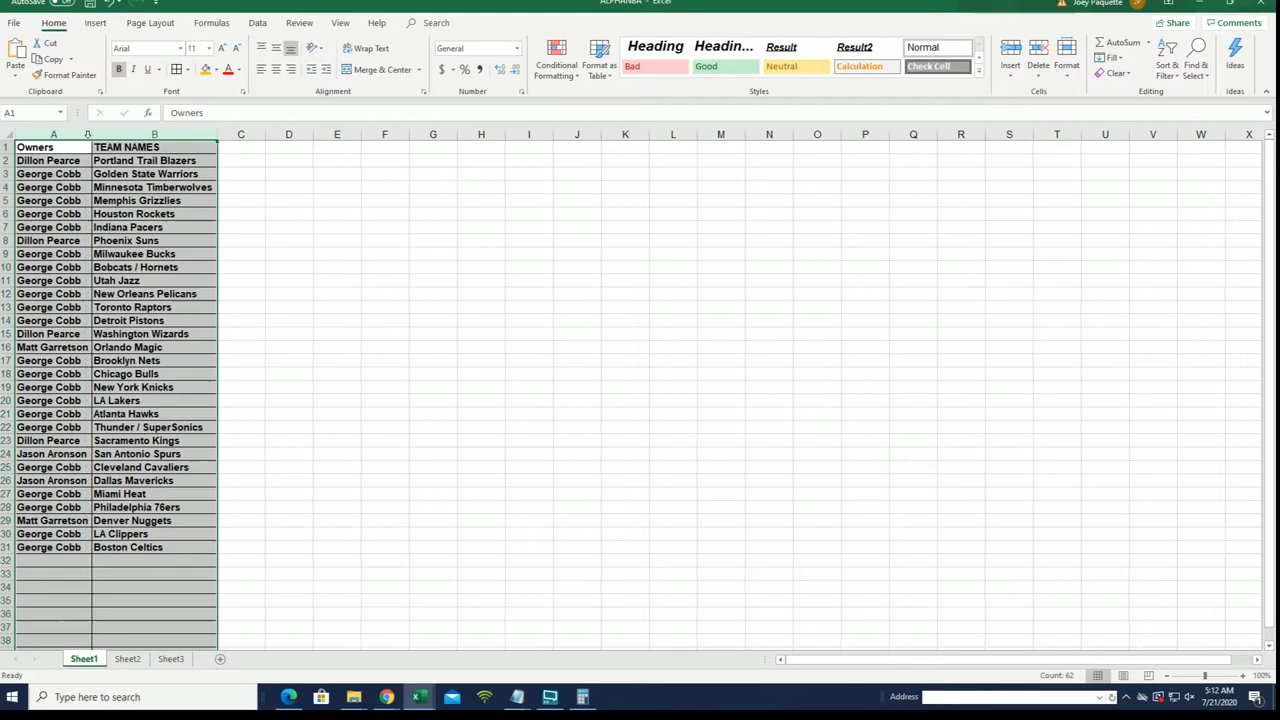 AutoSave
ALPHANBA - Excel
Joey Paquette
JP
File Home Insert Page Layout Formulas Data Review View Help Search
Share Comments
Paste
Cut
Copy
Format Painter
Clipboard
Arial 11
B I U
Font
Wrap Text
Merge & Center
Alignment
General
$ % ,
Number
Conditional Formatting
Format as Table
Heading Headin... Result Result2 Normal
Bad Good Neutral Calculation Check Cell
Styles
Insert Delete Format
Cells
AutoSum
Fill
Clear
Sort & Filter
Find & Select
Editing
Ideas
Ideas
A1 fx Owners
A B C D E F G H I J K L M N O P Q R S T U V W X
1 Owners TEAM NAMES
2 Dillon Pearce Portland Trail Blazers
3 George Cobb Golden State Warriors
4 George Cobb Minnesota Timberwolves
5 George Cobb Memphis Grizzlies
6 George Cobb Houston Rockets
7 George Cobb Indiana Pacers
8 Dillon Pearce Phoenix Suns
9 George Cobb Milwaukee Bucks
10 George Cobb Bobcats / Hornets
11 George Cobb Utah Jazz
12 George Cobb New Orleans Pelicans
13 George Cobb Toronto Raptors
14 George Cobb Detroit Pistons
15 Dillon Pearce Washington Wizards
16 Matt Garretson Orlando Magic
17 George Cobb Brooklyn Nets
18 George Cobb Chicago Bulls
19 George Cobb New York Knicks
20 George Cobb LA Lakers
21 George Cobb Atlanta Hawks
22 George Cobb Thunder / SuperSonics
23 Dillon Pearce Sacramento Kings
24 Jason Aronson San Antonio Spurs
25 George Cobb Cleveland Cavaliers
26 Jason Aronson Dallas Mavericks
27 George Cobb Miami Heat
28 George Cobb Philadelphia 76ers
29 Matt Garretson Denver Nuggets
30 George Cobb LA Clippers
31 George Cobb Boston Celtics
32
33
34
35
36
37
38
Sheet1 Sheet2 Sheet3
Ready
Count: 62
100%
Type here to search
Address
5:12 AM
7/21/2020